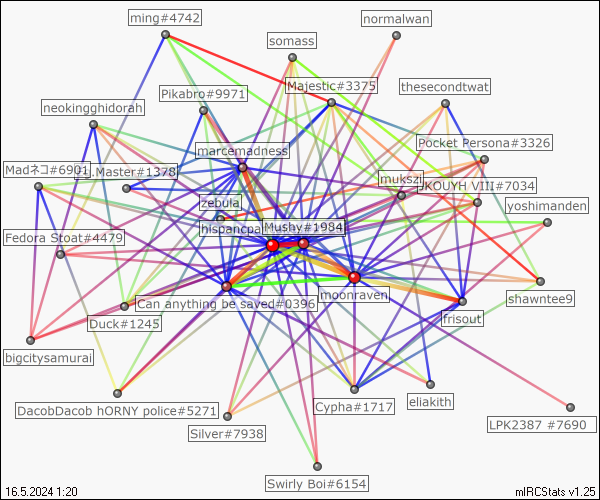 ming#4742
normalwan
somass
Majestic#3375
thesecondtwat
Pikabro#9971
neokingghidorah
Pocket Persona#3326
marcemadness
Madネコ#6901
.Master#1378
mukszi
JKOUYH VIII#7034
zebula
yoshimanden
hispancpa
Mushy#1984
Fedora Stoat#4479
moonraven
shawntee9
Can anything be saved#0396
frisout
Duck#1245
bigcitysamurai
eliakith
DacobDacob hORNY police#5271
Cypha#1717
LPK2387 #7690
Silver#7938
Swirly Boi#6154
16.5.2024 1:20
mIRCStats v1.25